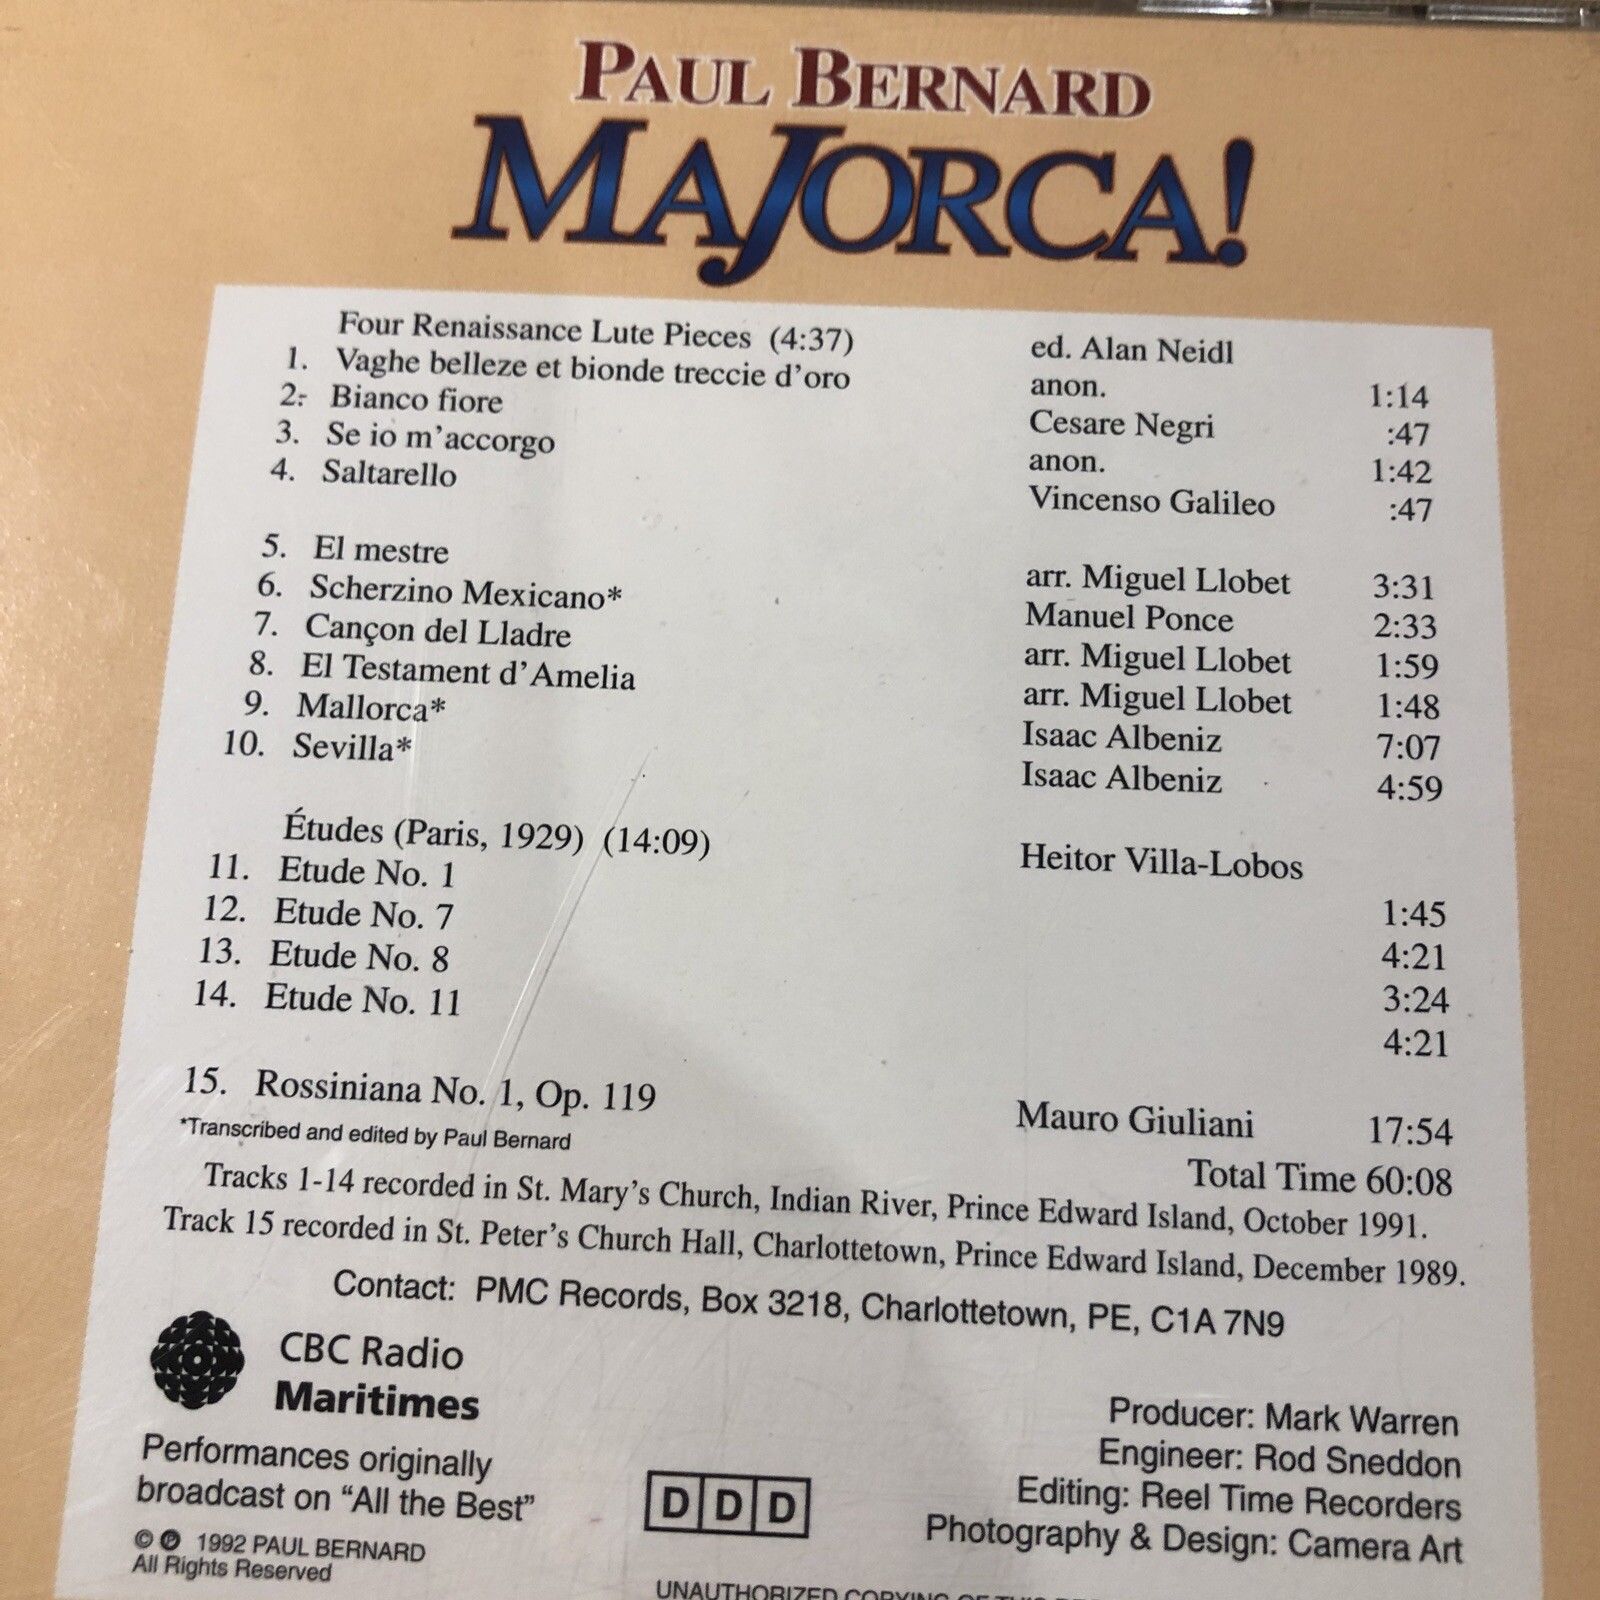 PAUL BERNARD
MAJORCA!
Four Renaissance Lute Pieces (4:37) ed. Alan Neidl
1. Vaghe belleze et bionde treccie d'oro anon. 1:14
2. Bianco fiore Cesare Negri :47
3. Se io m'accorgo anon. 1:42
4. Saltarello Vincenso Galileo :47
5. El mestre arr. Miguel Llobet 3:31
6. Scherzino Mexicano* Manuel Ponce 2:33
7. Cançon del Lladre arr. Miguel Llobet 1:59
8. El Testament d'Amelia arr. Miguel Llobet 1:48
9. Mallorca* Isaac Albeniz 7:07
10. Sevilla* Isaac Albeniz 4:59
Études (Paris, 1929) (14:09) Heitor Villa-Lobos
11. Etude No. 1 1:45
12. Etude No. 7 4:21
13. Etude No. 8 3:24
14. Etude No. 11 4:21
15. Rossiniana No. 1, Op. 119 Mauro Giuliani 17:54
*Transcribed and edited by Paul Bernard
Total Time 60:08
Tracks 1-14 recorded in St. Mary's Church, Indian River, Prince Edward Island, October 1991.
Track 15 recorded in St. Peter's Church Hall, Charlottetown, Prince Edward Island, December 1989.
Contact: PMC Records, Box 3218, Charlottetown, PE, C1A 7N9
CBC Radio
Maritimes
Performances originally
broadcast on "All the Best"
© ℗ 1992 PAUL BERNARD
All Rights Reserved
DDD
Producer: Mark Warren
Engineer: Rod Sneddon
Editing: Reel Time Recorders
Photography & Design: Camera Art
UNAUTHORIZED COPYING OF THIS